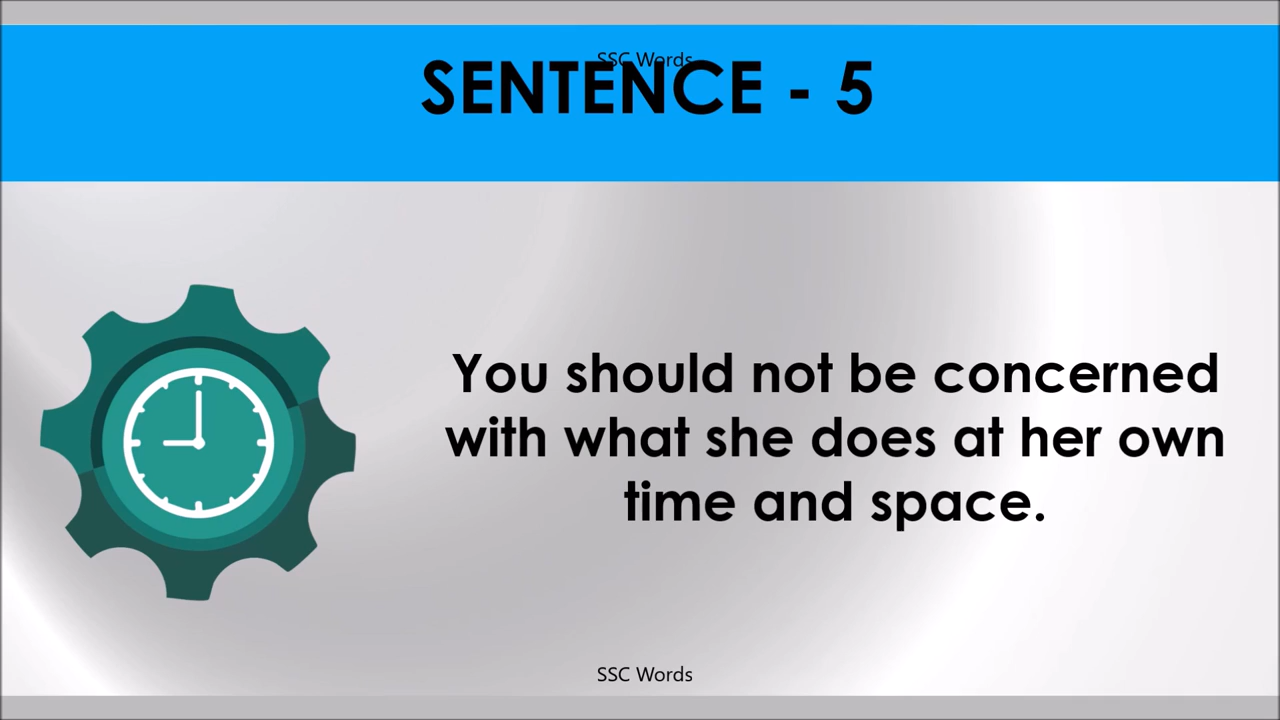 SSC Words
SENTENCE - 5
You should not be concerned
with what she does at her own
time and space.
SSC Words